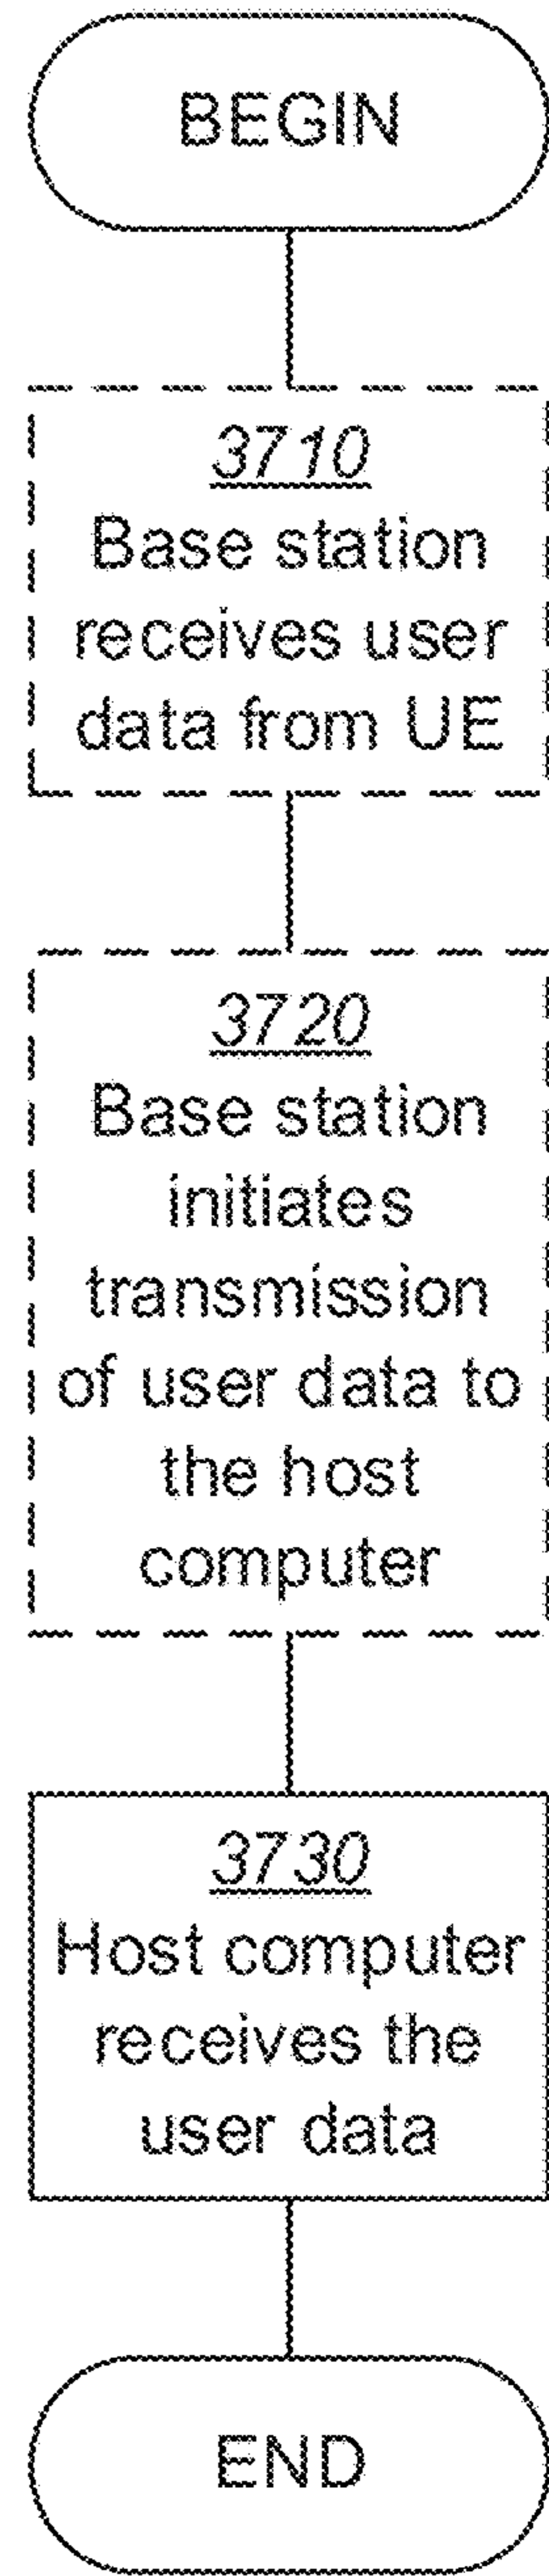 BEGIN
3710
Base station
receives user
data from UE
3720
Base station
initiates
transmission
of user data to
the host
computer
3730
Host computer
receives the
user data
END